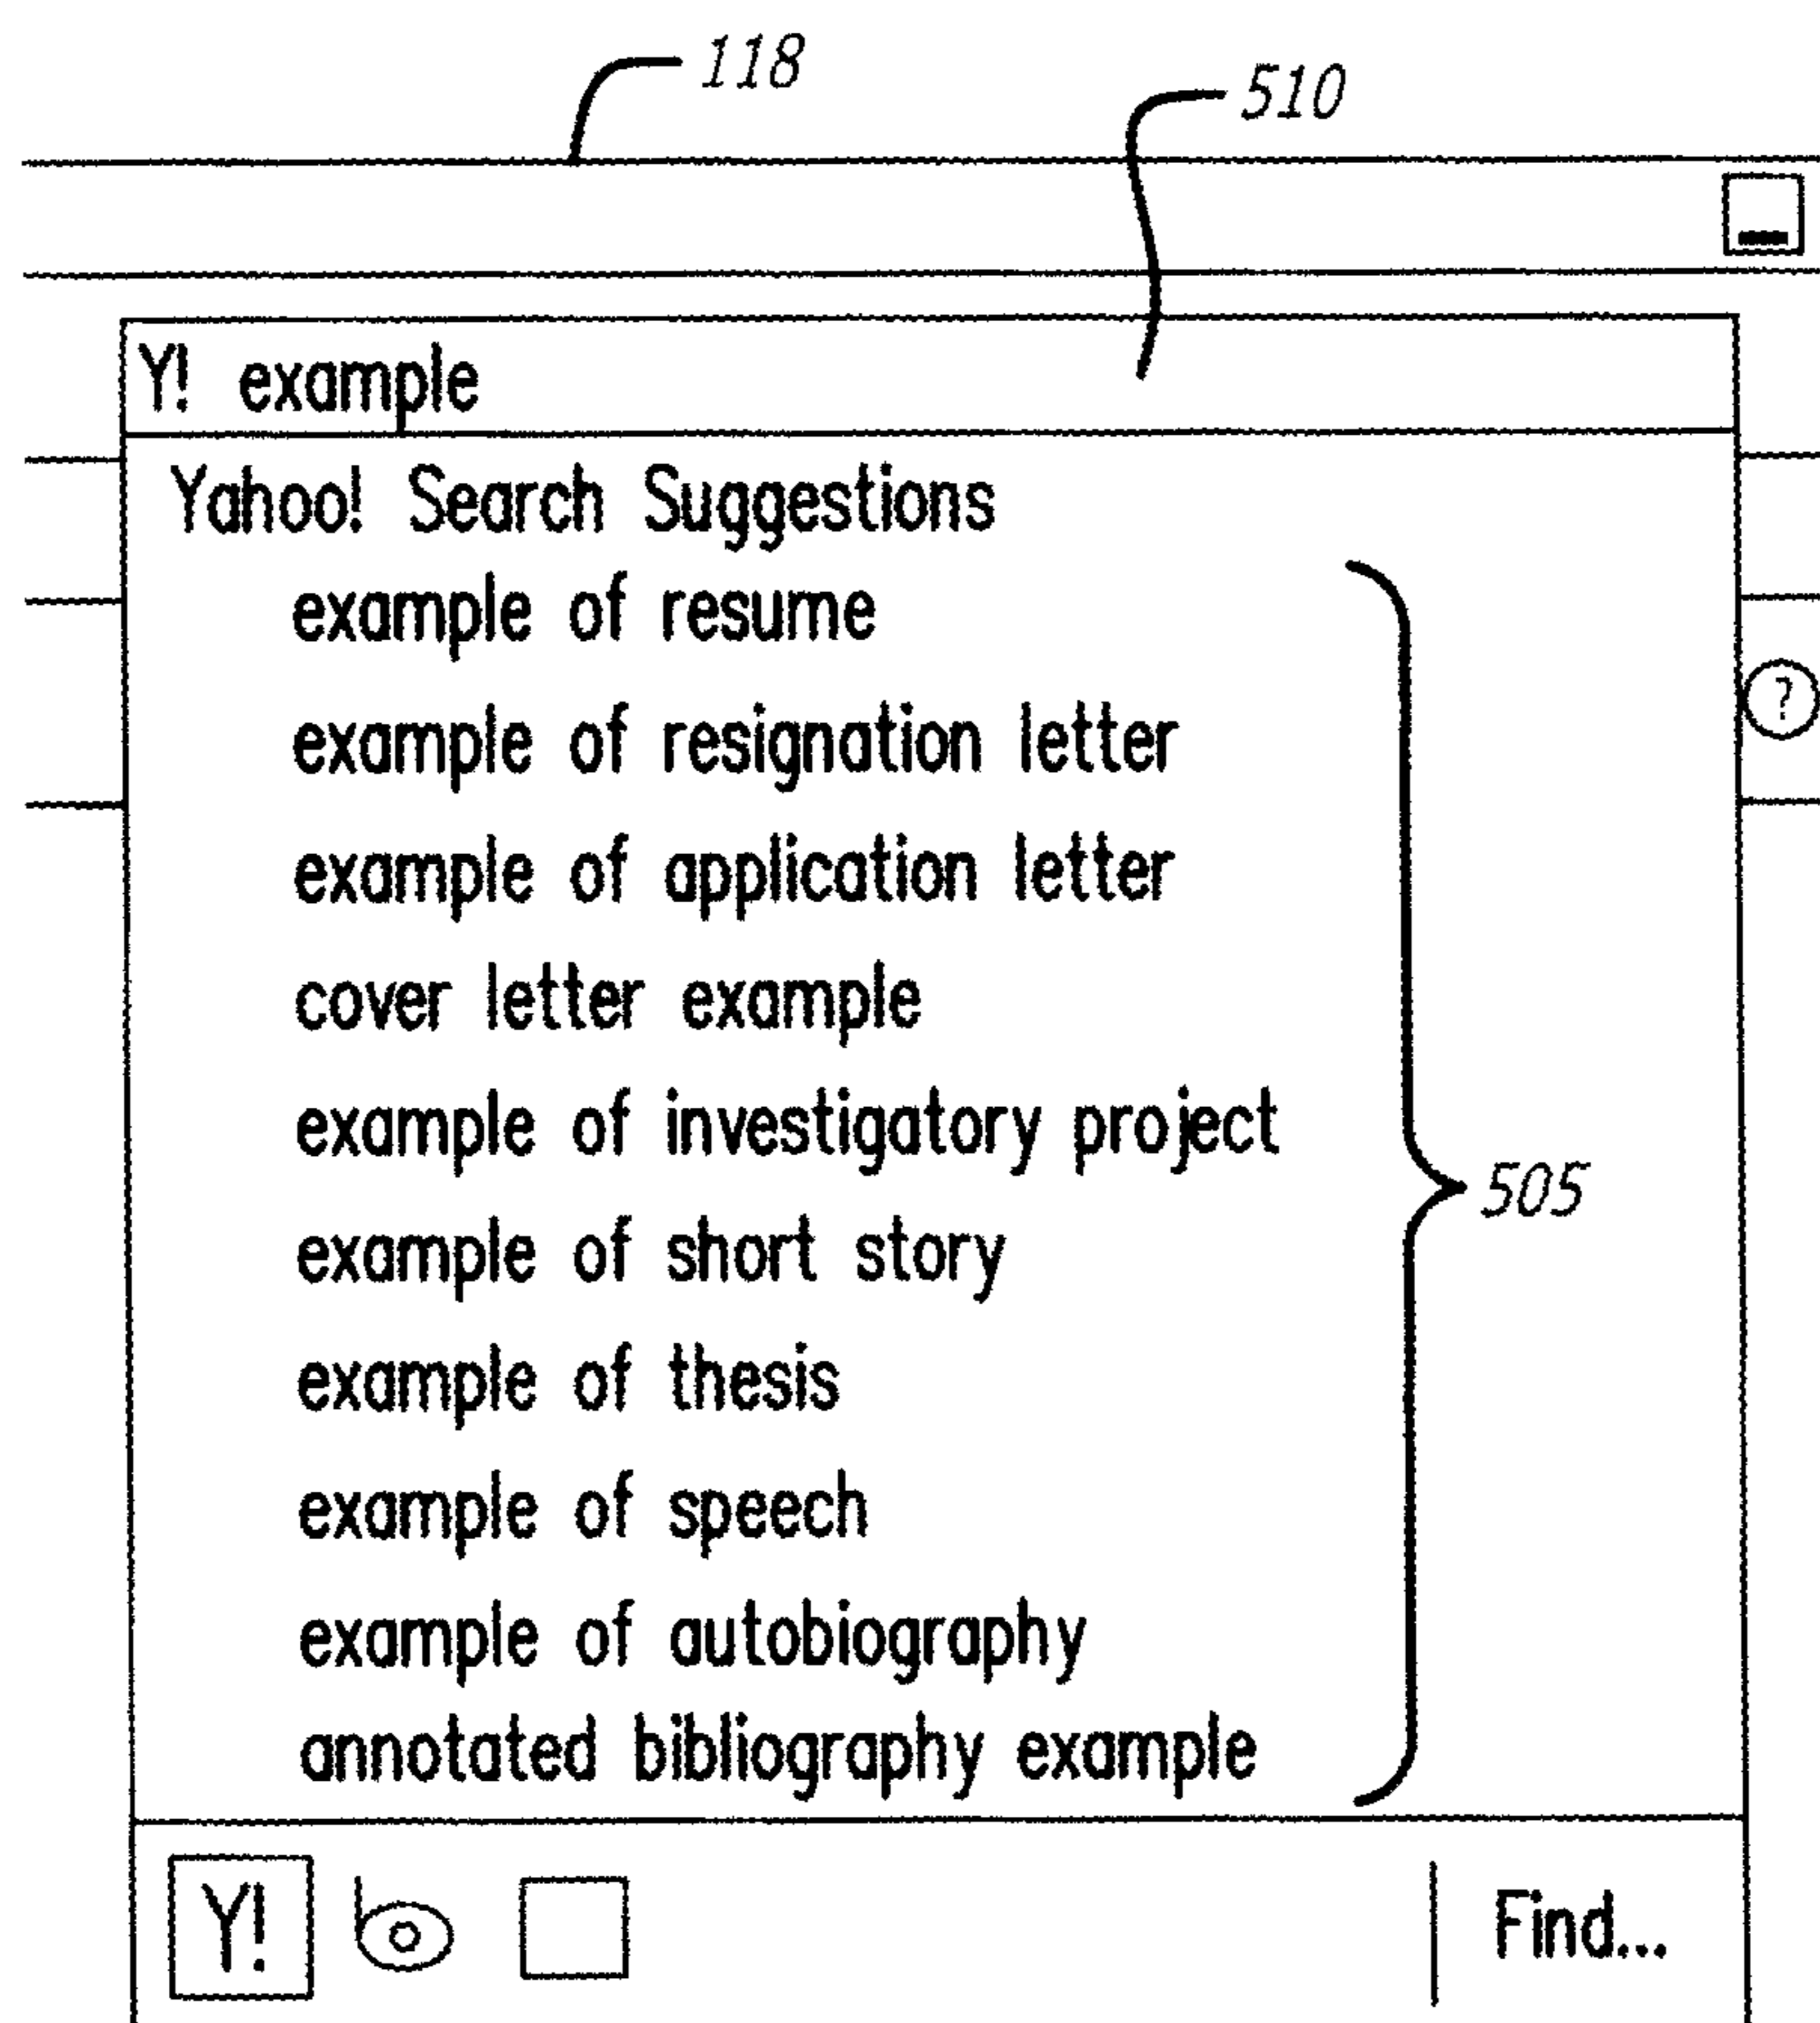 118
510
Y! example
Yahoo! Search Suggestions
example of resume
example of resignation letter
?
example of application letter
cover letter example
example of investigatory project
505
example of short story
example of thesis
example of speech
example of autobiography
annotated bibliography example
Y! b Find...